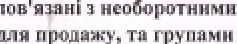 пов'язані з необоротними
для продажу, та групами